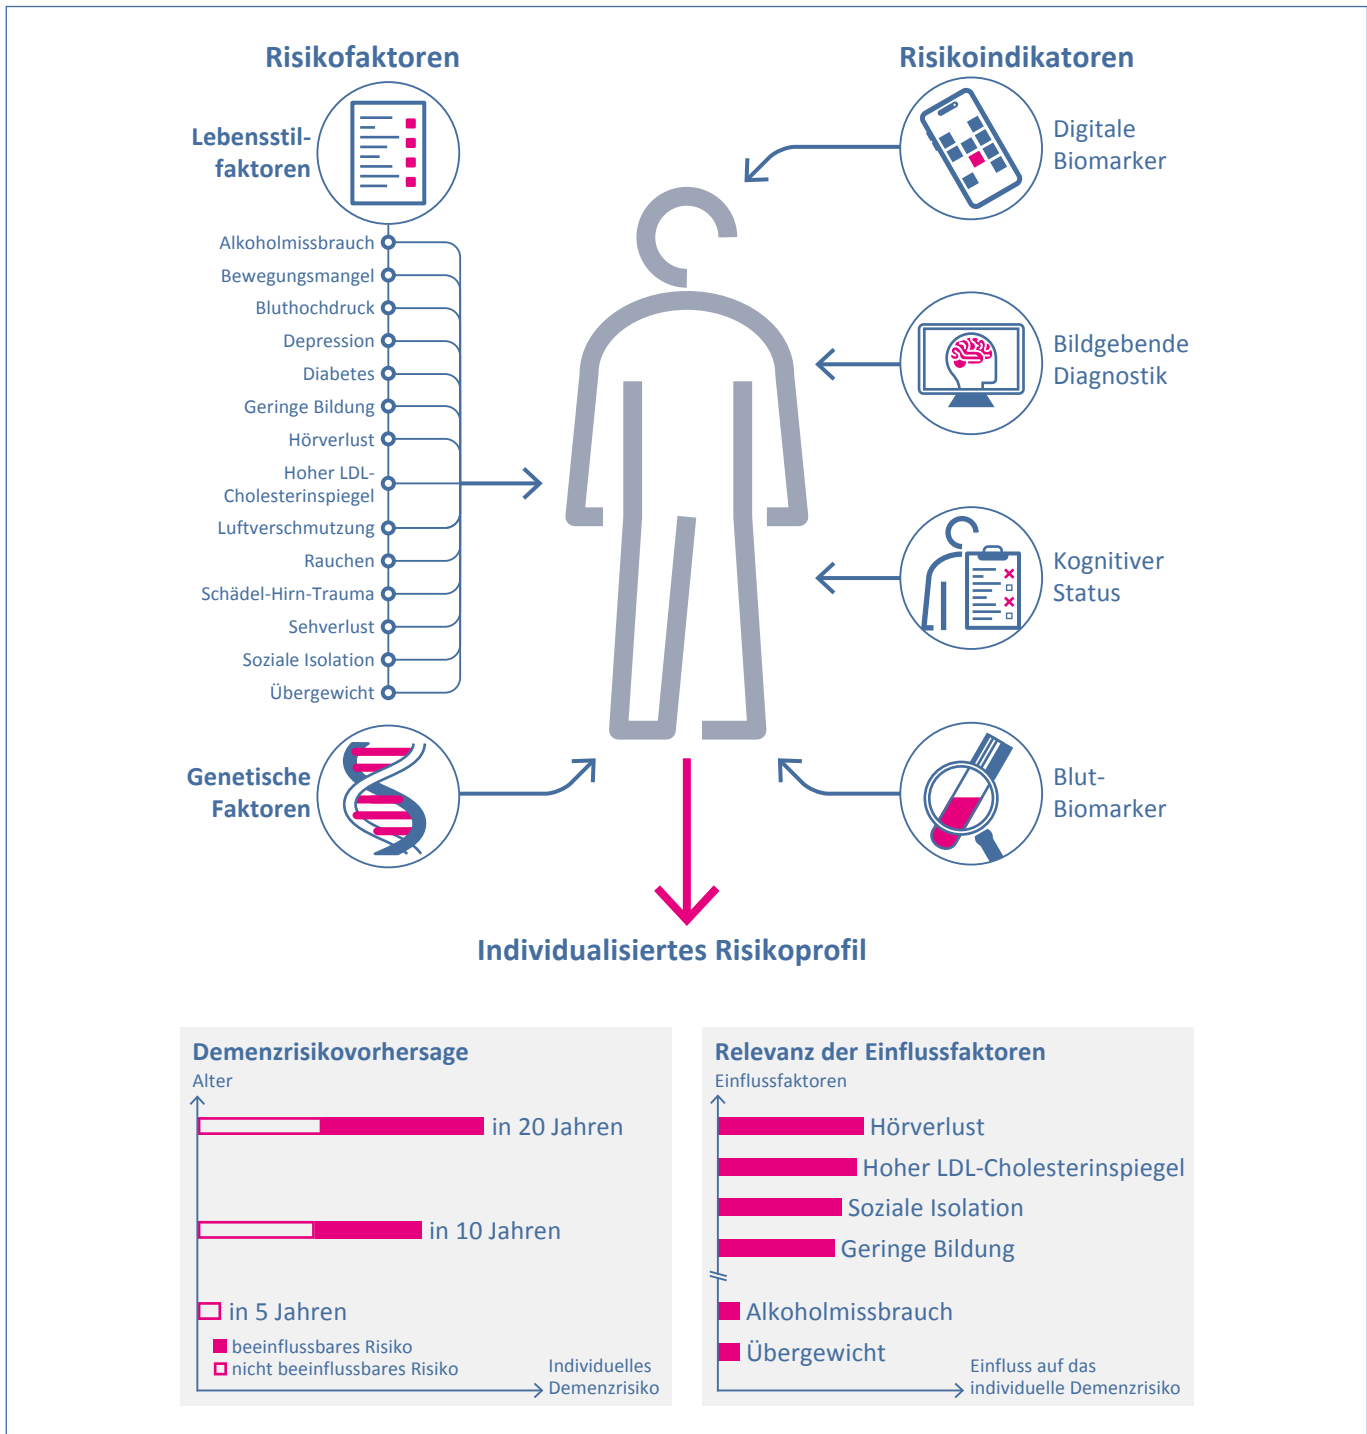 Risikofaktoren
Lebensstil-
faktoren
Alkoholmissbrauch
Bewegungsmangel
Bluthochdruck
Depression
Diabetes
Geringe Bildung
Hörverlust
Hoher LDL-
Cholesterinspiegel
Luftverschmutzung
Rauchen
Schädel-Hirn-Trauma
Sehverlust
Soziale Isolation
Übergewicht
Genetische
Faktoren
Risikoindikatoren
Digitale
Biomarker
Bildgebende
Diagnostik
Kognitiver
Status
Blut-
Biomarker
Individualisiertes Risikoprofil
Demenzrisikovorhersage
Alter
in 20 Jahren
in 10 Jahren
in 5 Jahren
beeinflussbares Risiko
nicht beeinflussbares Risiko
Individuelles
Demenzrisiko
Relevanz der Einflussfaktoren
Einflussfaktoren
Hörverlust
Hoher LDL-Cholesterinspiegel
Soziale Isolation
Geringe Bildung
Alkoholmissbrauch
Übergewicht
Einfluss auf das
individuelle Demenzrisiko